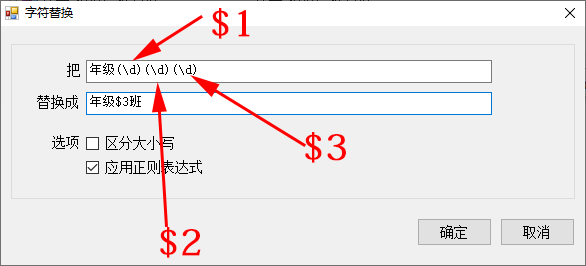 字符替换
$1
把 年级(\d)(\d)(\d)
替换成 年级$3班
选项 区分大小写
$3
应用正则表达式
$2
确定 取消